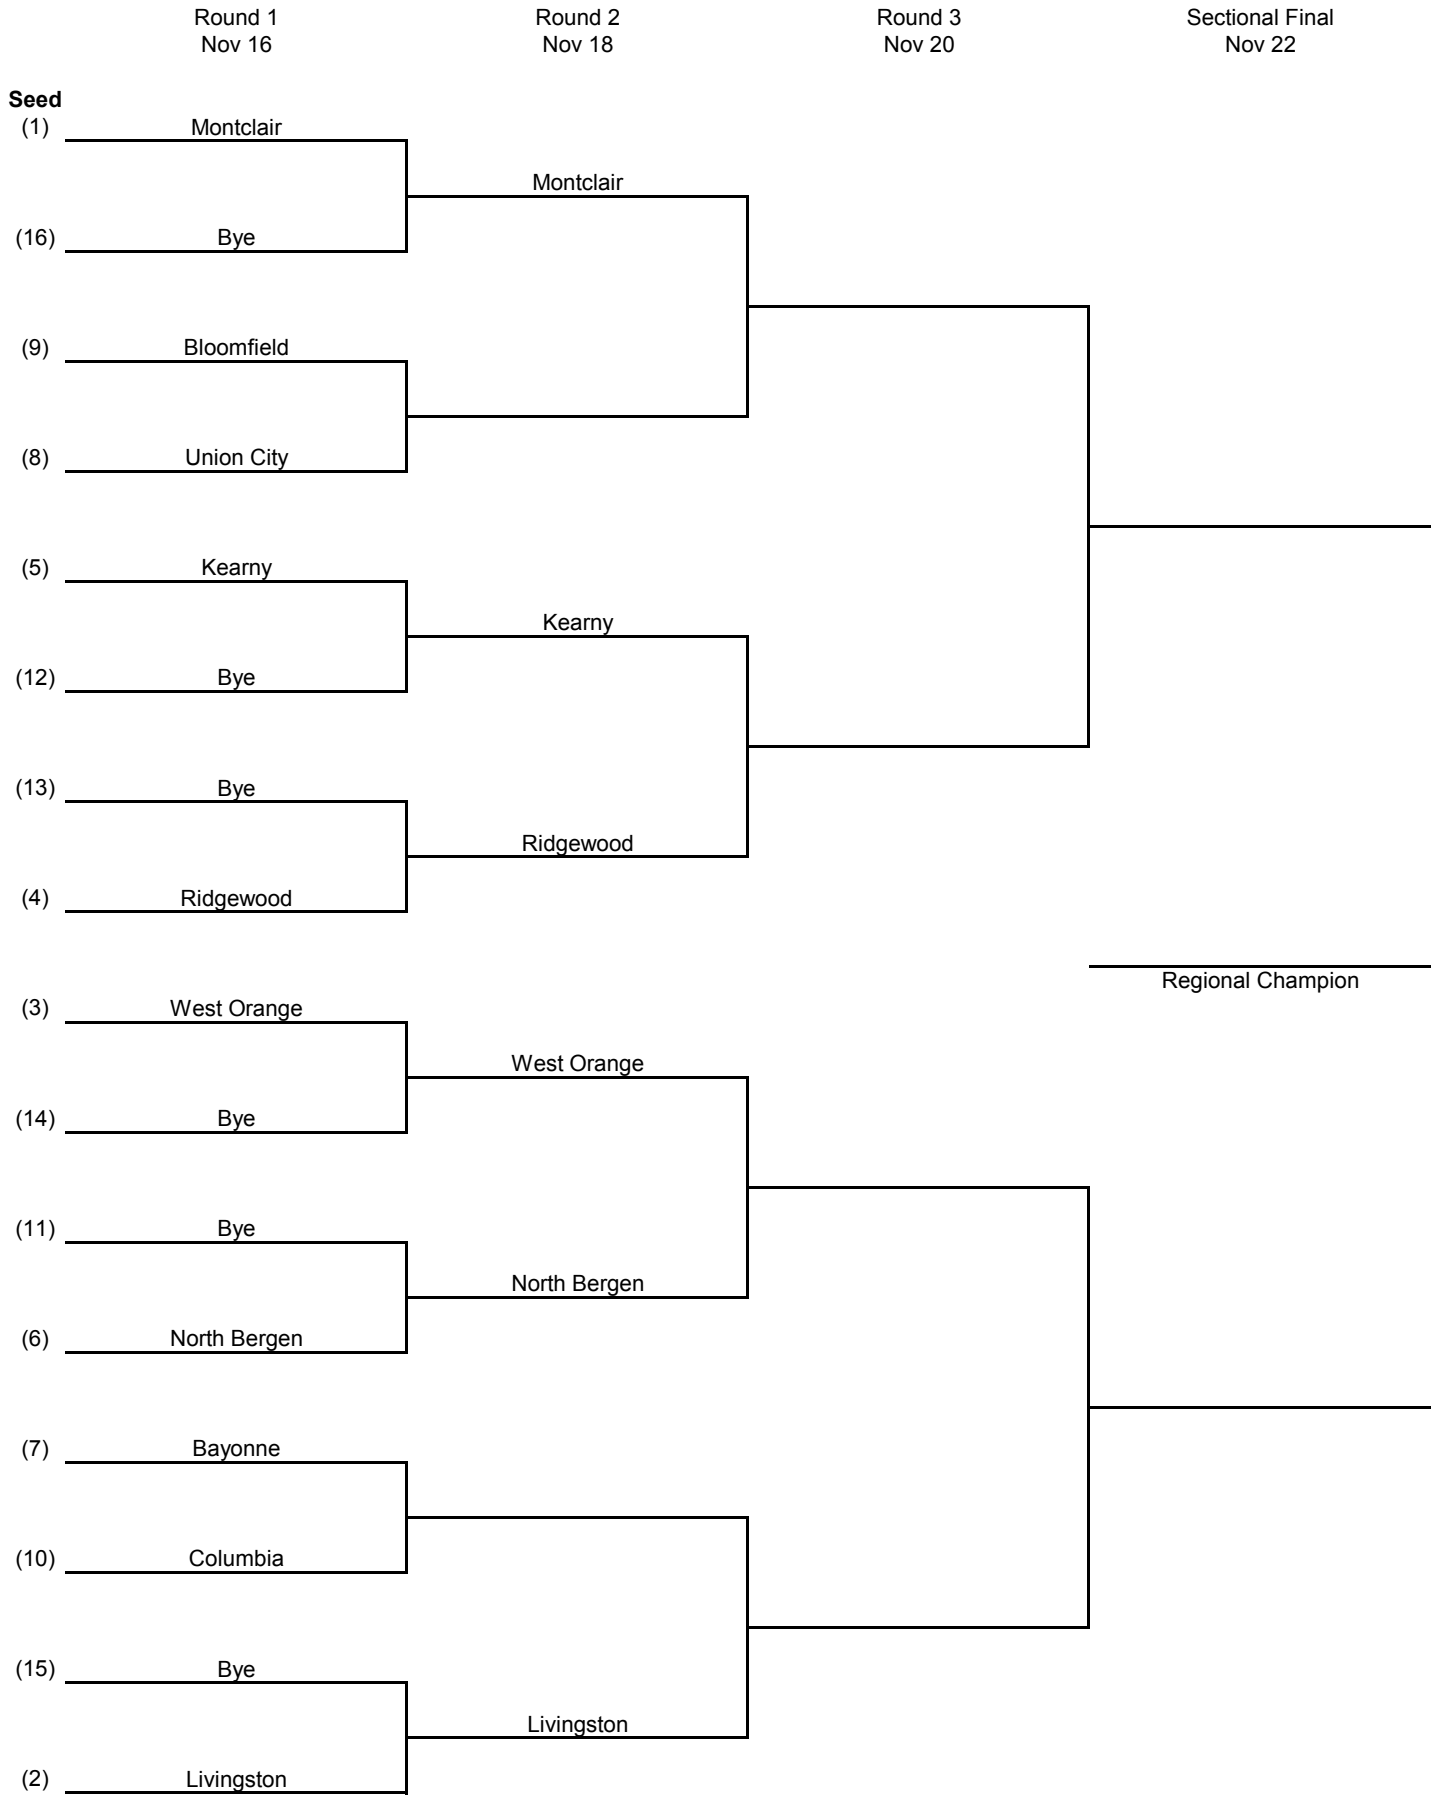 Round 1
Nov 16
Round 2
Nov 18
Round 3
Nov 20
Sectional Final
Nov 22
Seed
(1) Montclair
Montclair
(16) Bye
(9) Bloomfield
(8) Union City
(5) Kearny
Kearny
(12) Bye
(13) Bye
Ridgewood
(4) Ridgewood
Regional Champion
(3) West Orange
West Orange
(14) Bye
(11) Bye
North Bergen
(6) North Bergen
(7) Bayonne
(10) Columbia
(15) Bye
Livingston
(2) Livingston